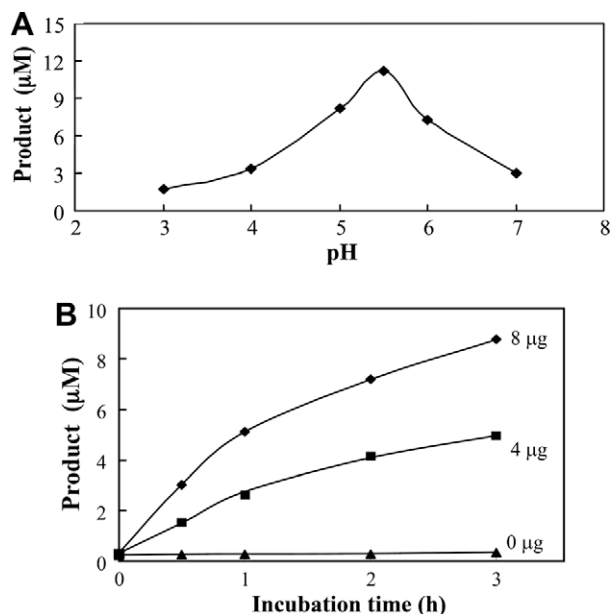 A
15
12
9
6
3
0
Product (μM)
2 3 4 5 6 7 8
pH
B
10
8
6
4
2
0
Product (μM)
8 μg
4 μg
0 μg
0 1 2 3
Incubation time (h)